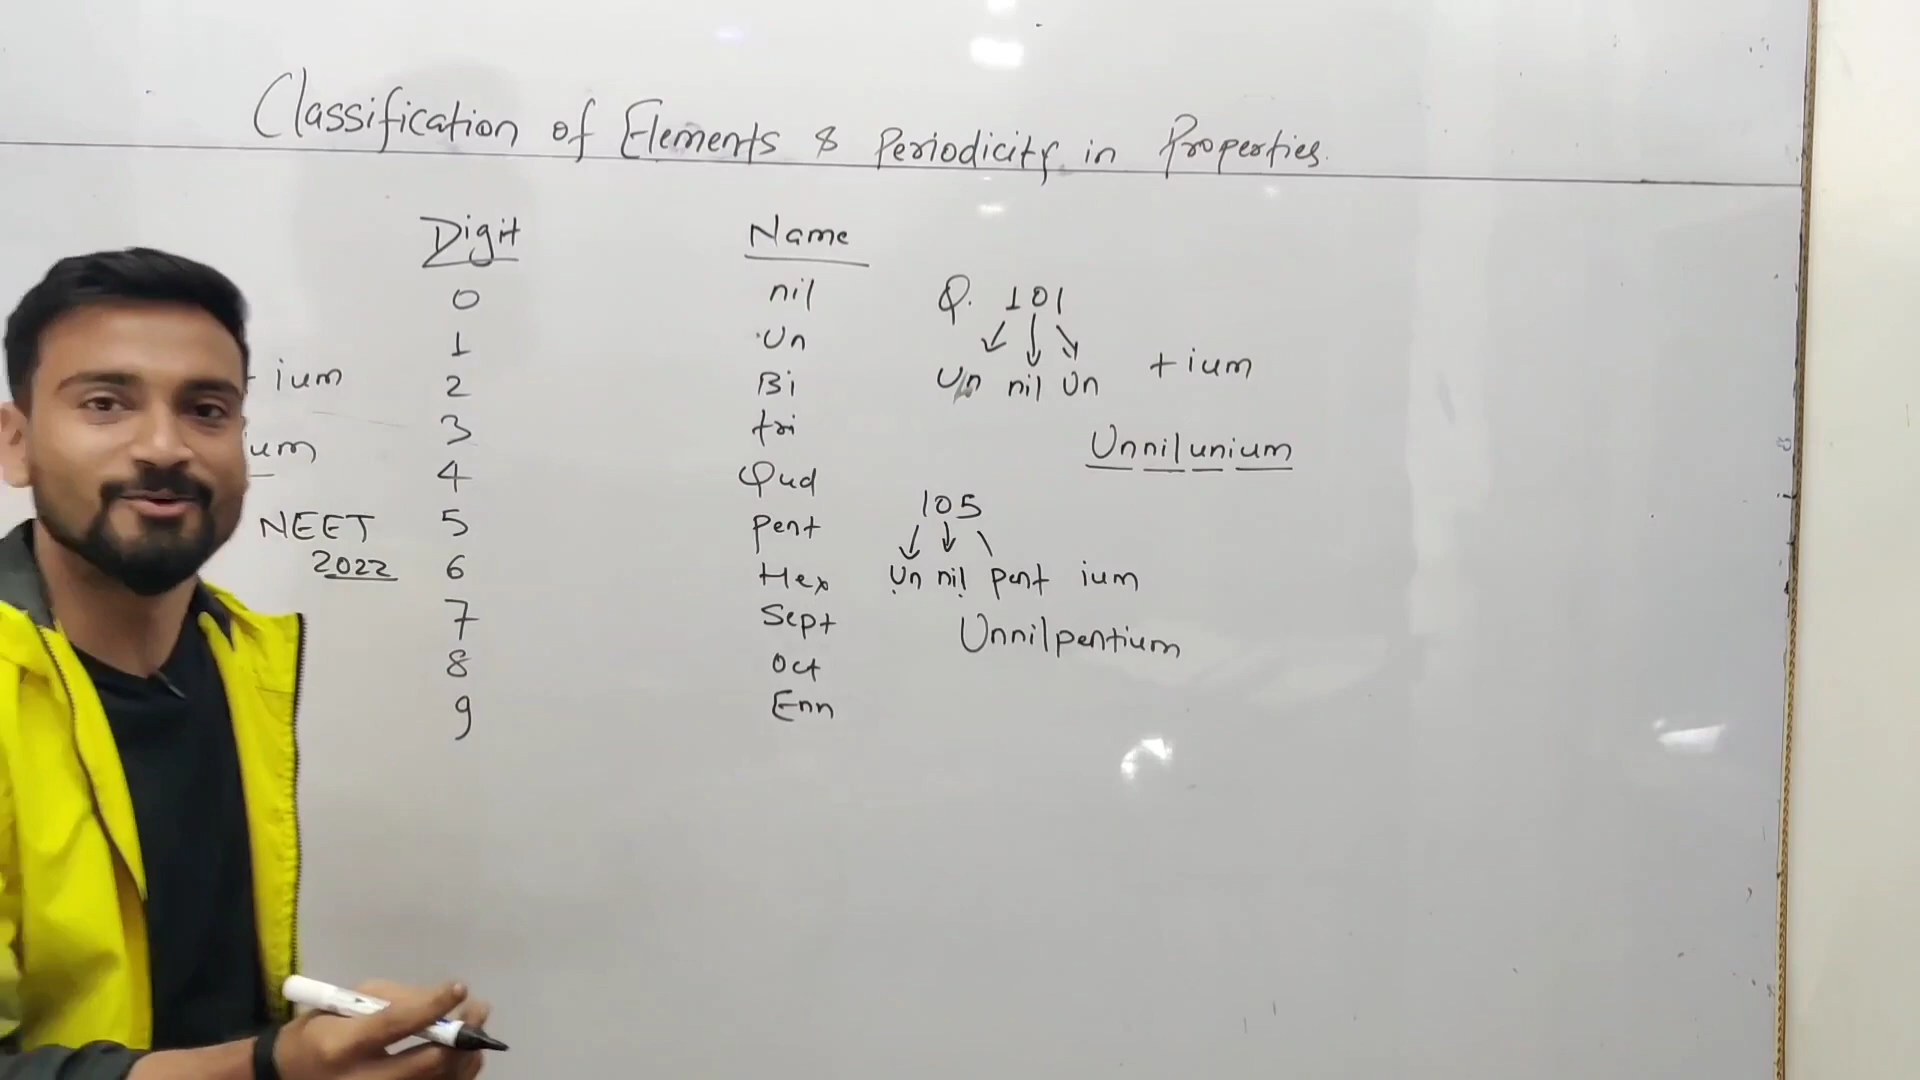 Classification of Elements & Periodicity in Properties.
Digit Name
0 nil
1 Un
2 Bi
3 tri
4 Qud
5 pent
6 Hex
7 Sept
8 Oct
9 Enn
ium
um
NEET
2022
Q. 101
Un nil Un + ium
Unnilunium
105
Un nil pent ium
Unnilpentium